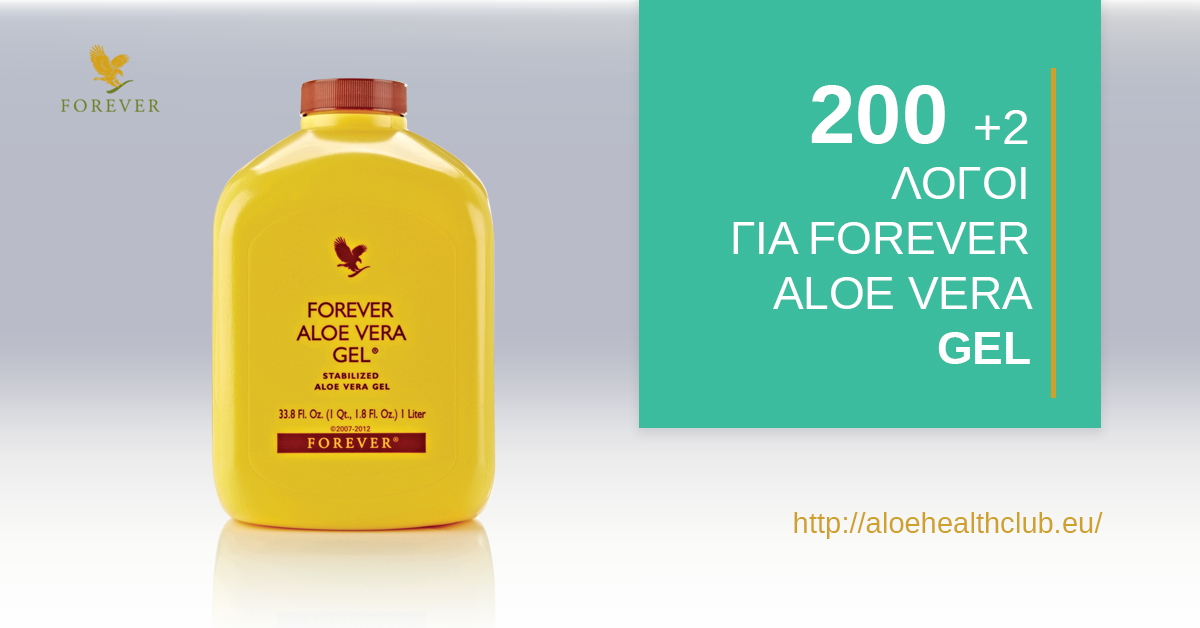 FOREVER
FOREVER
ALOE VERA
GEL®
STABILIZED
ALOE VERA GEL
33.8 Fl. Oz. (1 Qt., 1.8 Fl. Oz.) 1 Liter
©2007-2012
FOREVER®
200 +2
ΛΟΓΟΙ
ΓΙΑ FOREVER
ALOE VERA
GEL
http://aloehealthclub.eu/